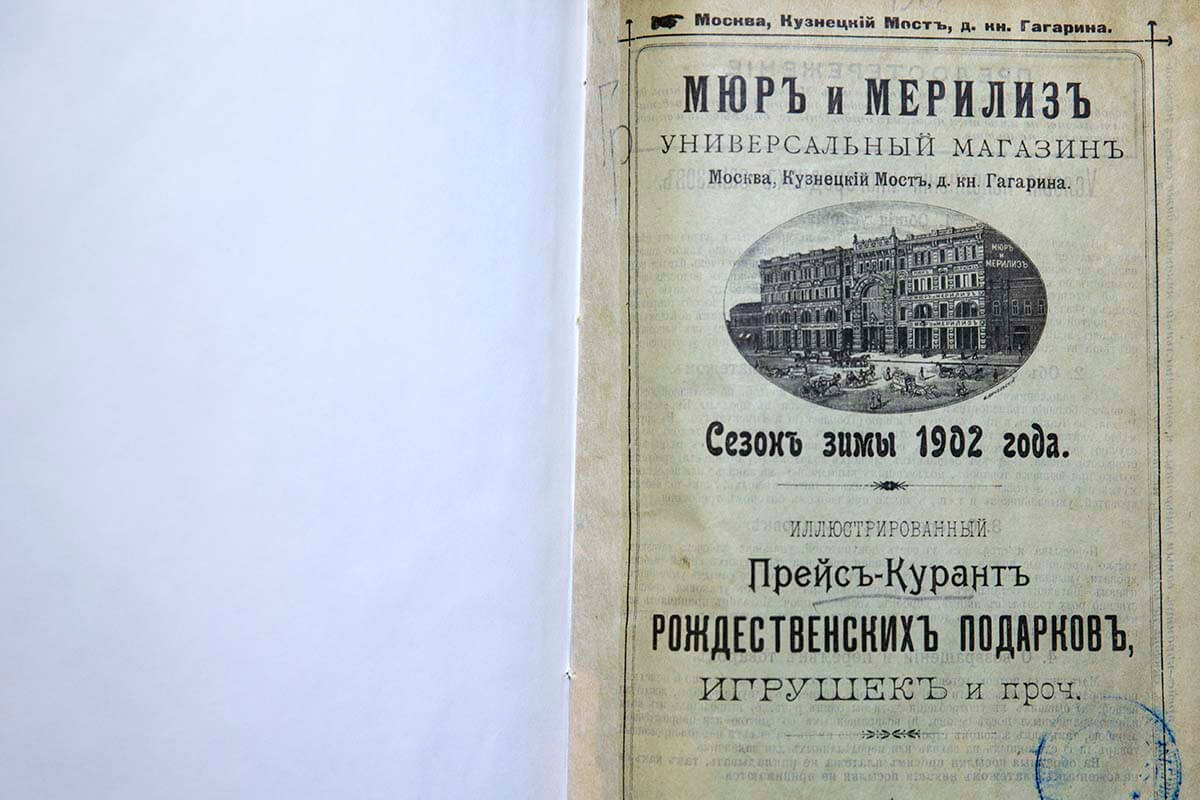 Москва, Кузнецкій Мостъ, д. кн. Гагарина.
МЮРЪ и МЕРИЛИЗЪ
УНИВЕРСАЛЬНЫЙ МАГАЗИНЪ
Москва, Кузнецкій Мостъ, д. кн. Гагарина.
МЮРЪ
и
МЕРИЛИЗЪ
Сезонъ зимы 1902 года.
ИЛЛЮСТРИРОВАННЫЙ
Прейсъ-Курантъ
РОЖДЕСТВЕНСКИХЪ ПОДАРКОВЪ,
ИГРУШЕКЪ и проч.